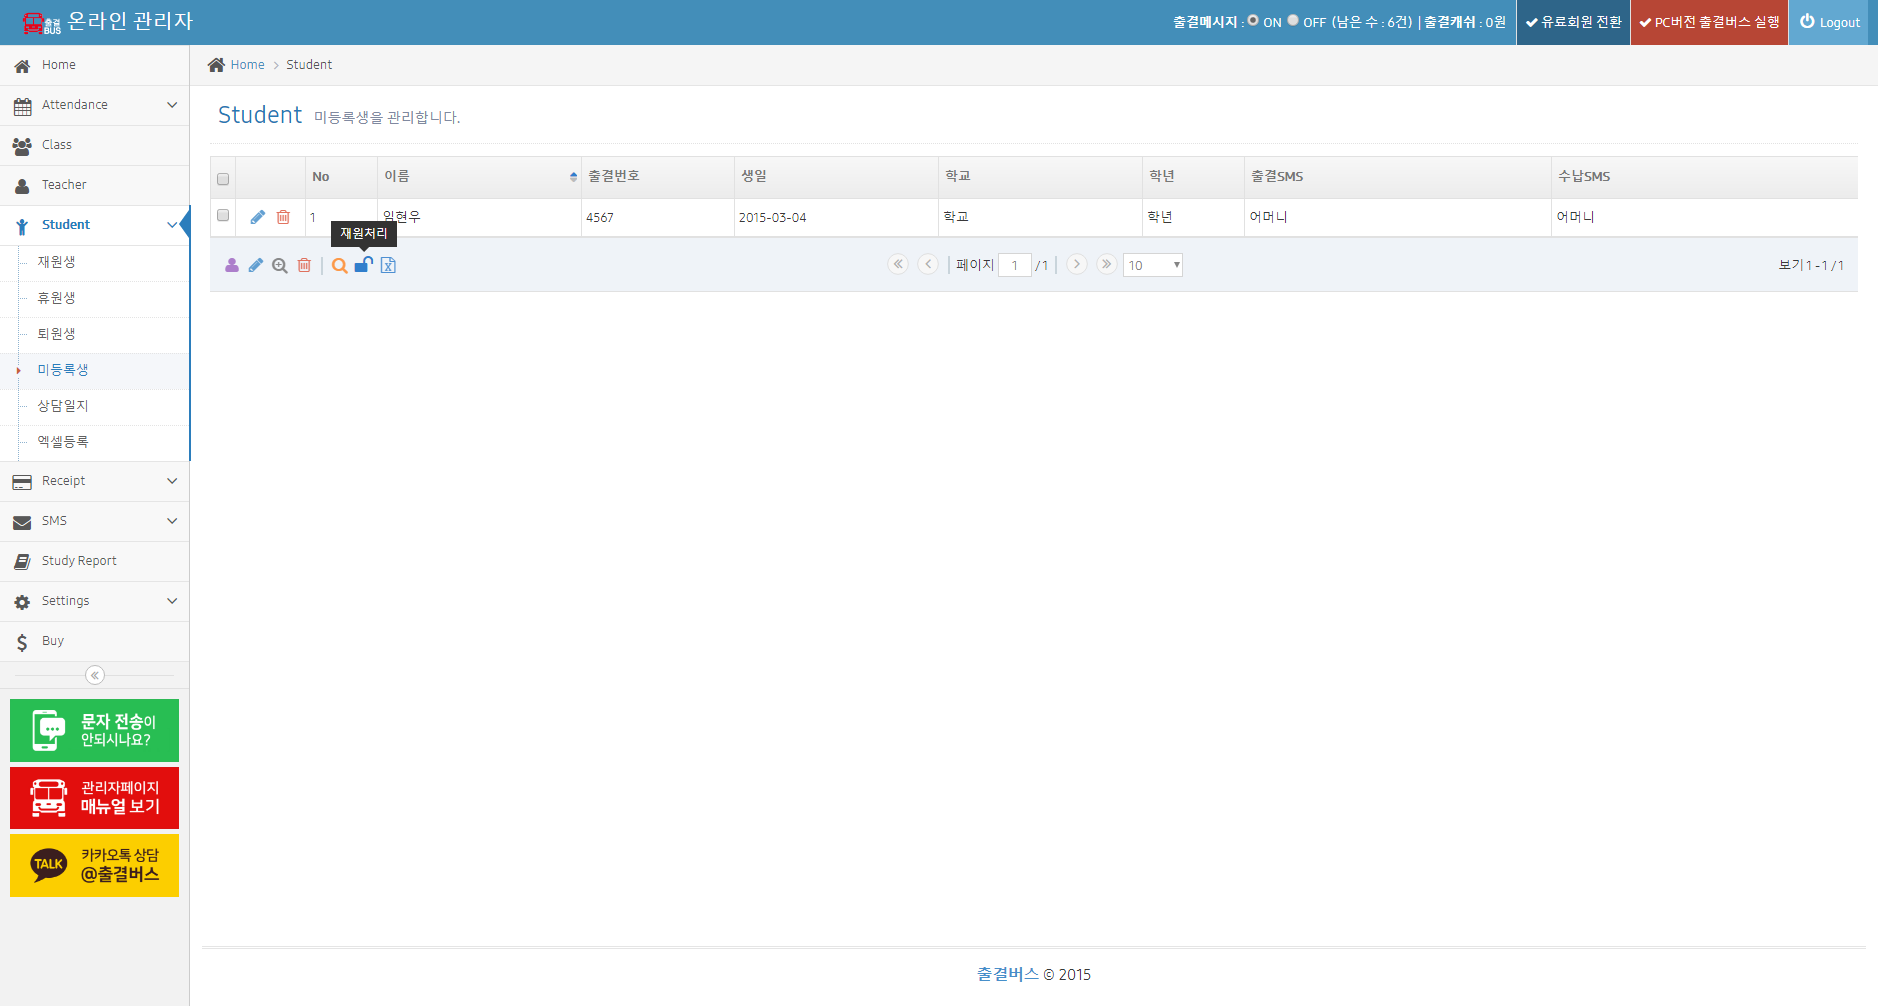 출결
BUS
온라인 관리자
출결메시지 : ON OFF (남은 수 : 6건) | 출결캐쉬 : 0원
유료회원 전환
PC버전 출결버스 실행
Logout
Home
Attendance
Class
Teacher
Student
재원생
휴원생
퇴원생
미등록생
상담일지
엑셀등록
Receipt
SMS
Study Report
Settings
Buy
문자 전송이
안되시나요?
관리자페이지
매뉴얼 보기
TALK
카카오톡 상담
@출결버스
Home > Student
Student 미등록생을 관리합니다.
No 이름 출결번호 생일 학교 학년 출결SMS 수납SMS
1 임현우 4567 2015-03-04 학교 학년 어머니 어머니
재원처리
페이지 1 / 1 10
보기 1 - 1 / 1
출결버스 © 2015